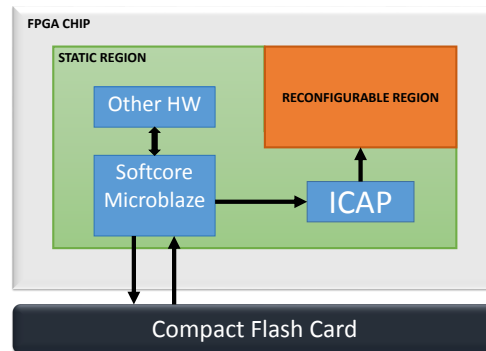 FPGA CHIP
STATIC REGION
RECONFIGURABLE REGION
Other HW
Softcore
Microblaze
ICAP
Compact Flash Card